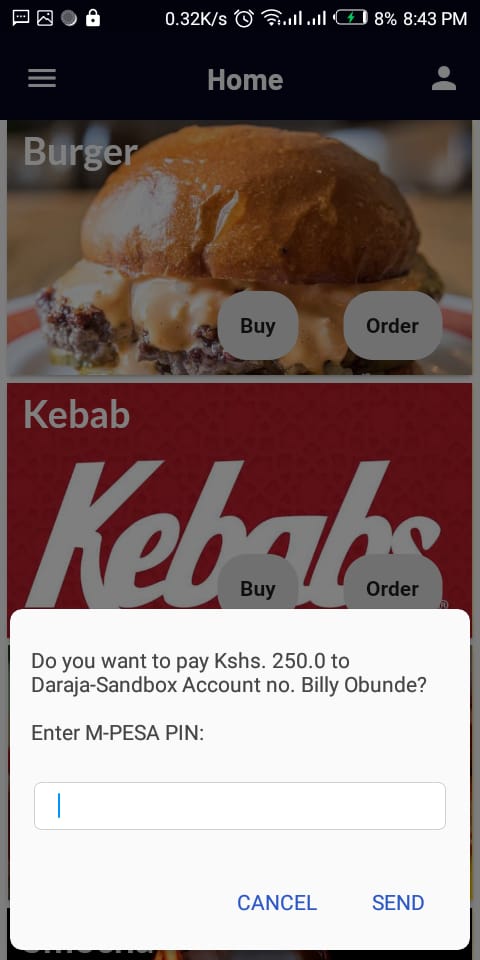 0.32K/s 8% 8:43 PM
Home
Burger
Buy Order
Kebab
Kebabs
Buy Order
®
Do you want to pay Kshs. 250.0 to
Daraja-Sandbox Account no. Billy Obunde?
Enter M-PESA PIN:
CANCEL SEND